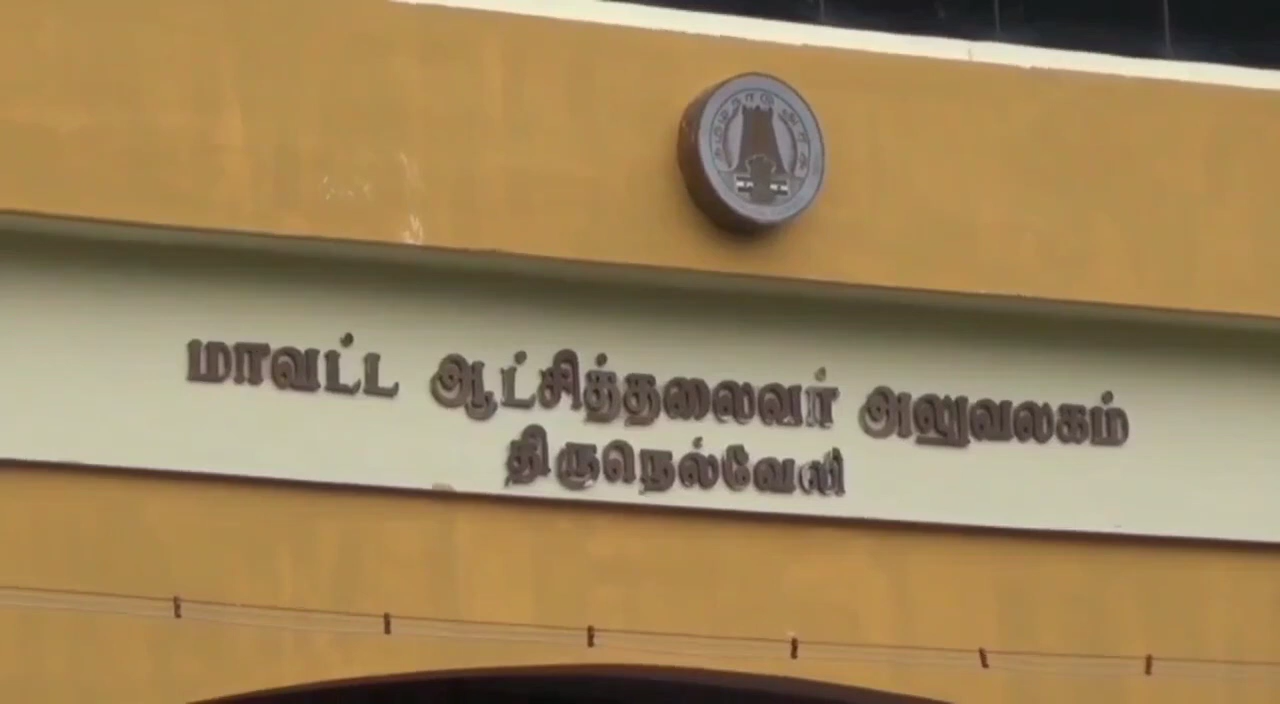 மாவட்ட ஆட்சித்தலைவர் அலுவலகம்
திருநெல்வேலி